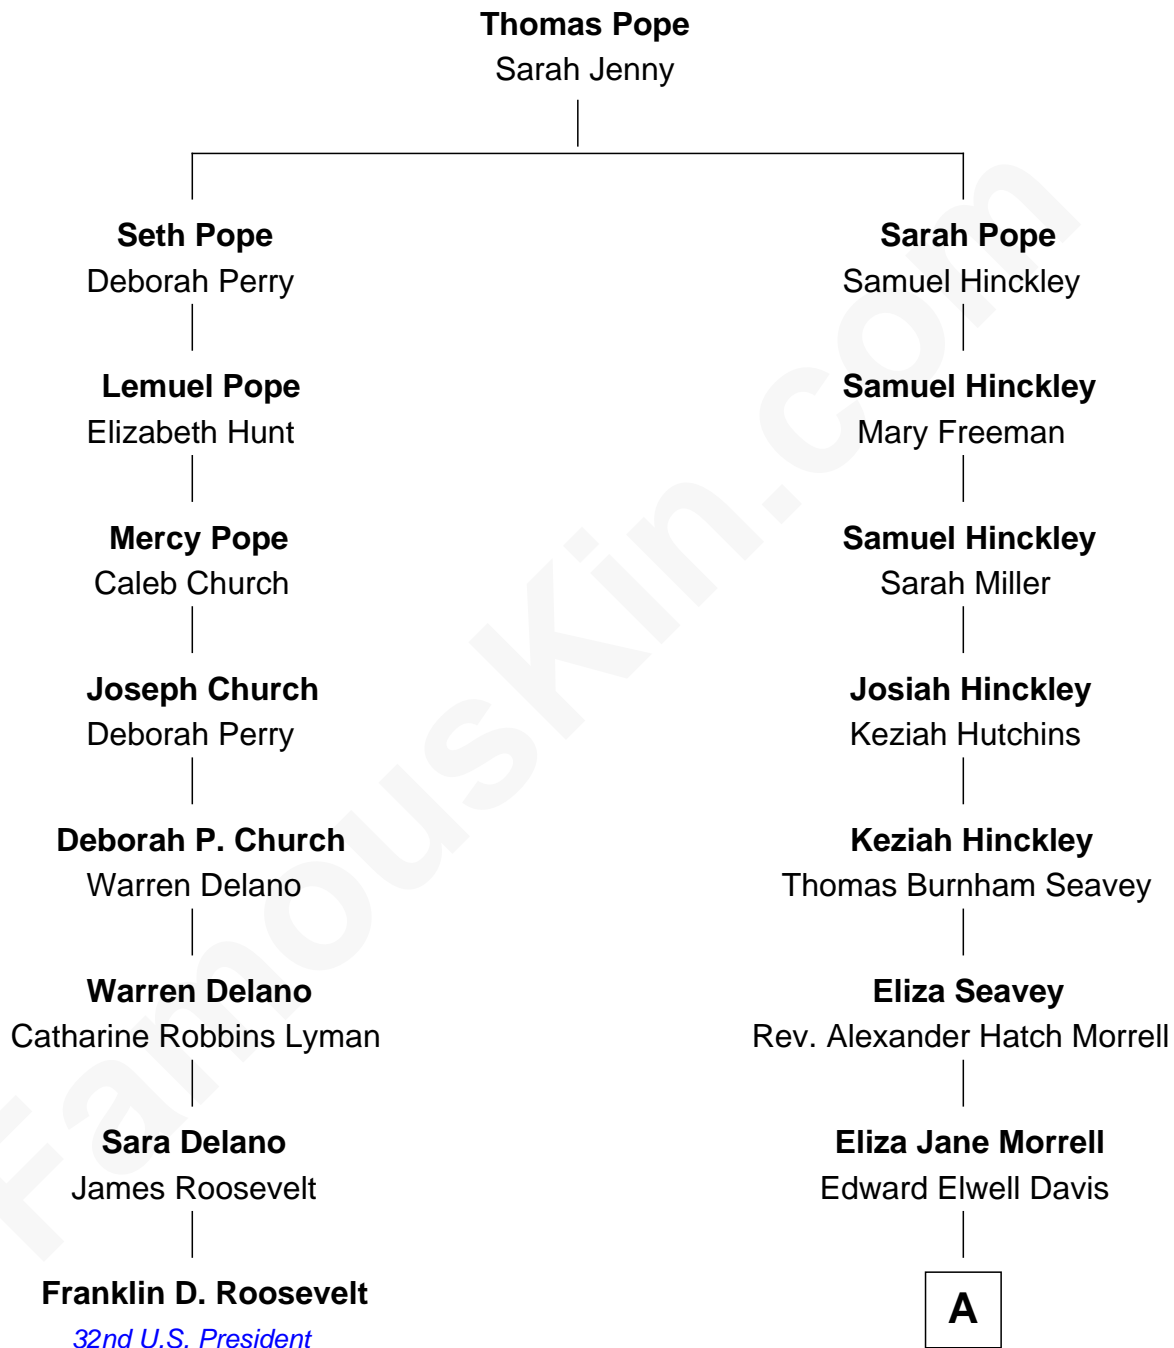 Thomas Pope
Sarah Jenny
Seth Pope
Deborah Perry
Sarah Pope
Samuel Hinckley
Lemuel Pope
Elizabeth Hunt
Samuel Hinckley
Mary Freeman
Mercy Pope
Caleb Church
Samuel Hinckley
Sarah Miller
Joseph Church
Deborah Perry
Josiah Hinckley
Keziah Hutchins
Deborah P. Church
Warren Delano
Keziah Hinckley
Thomas Burnham Seavey
Warren Delano
Catharine Robbins Lyman
Eliza Seavey
Rev. Alexander Hatch Morrell
Sara Delano
James Roosevelt
Eliza Jane Morrell
Edward Elwell Davis
Franklin D. Roosevelt
32nd U.S. President
A
FamousKin.com